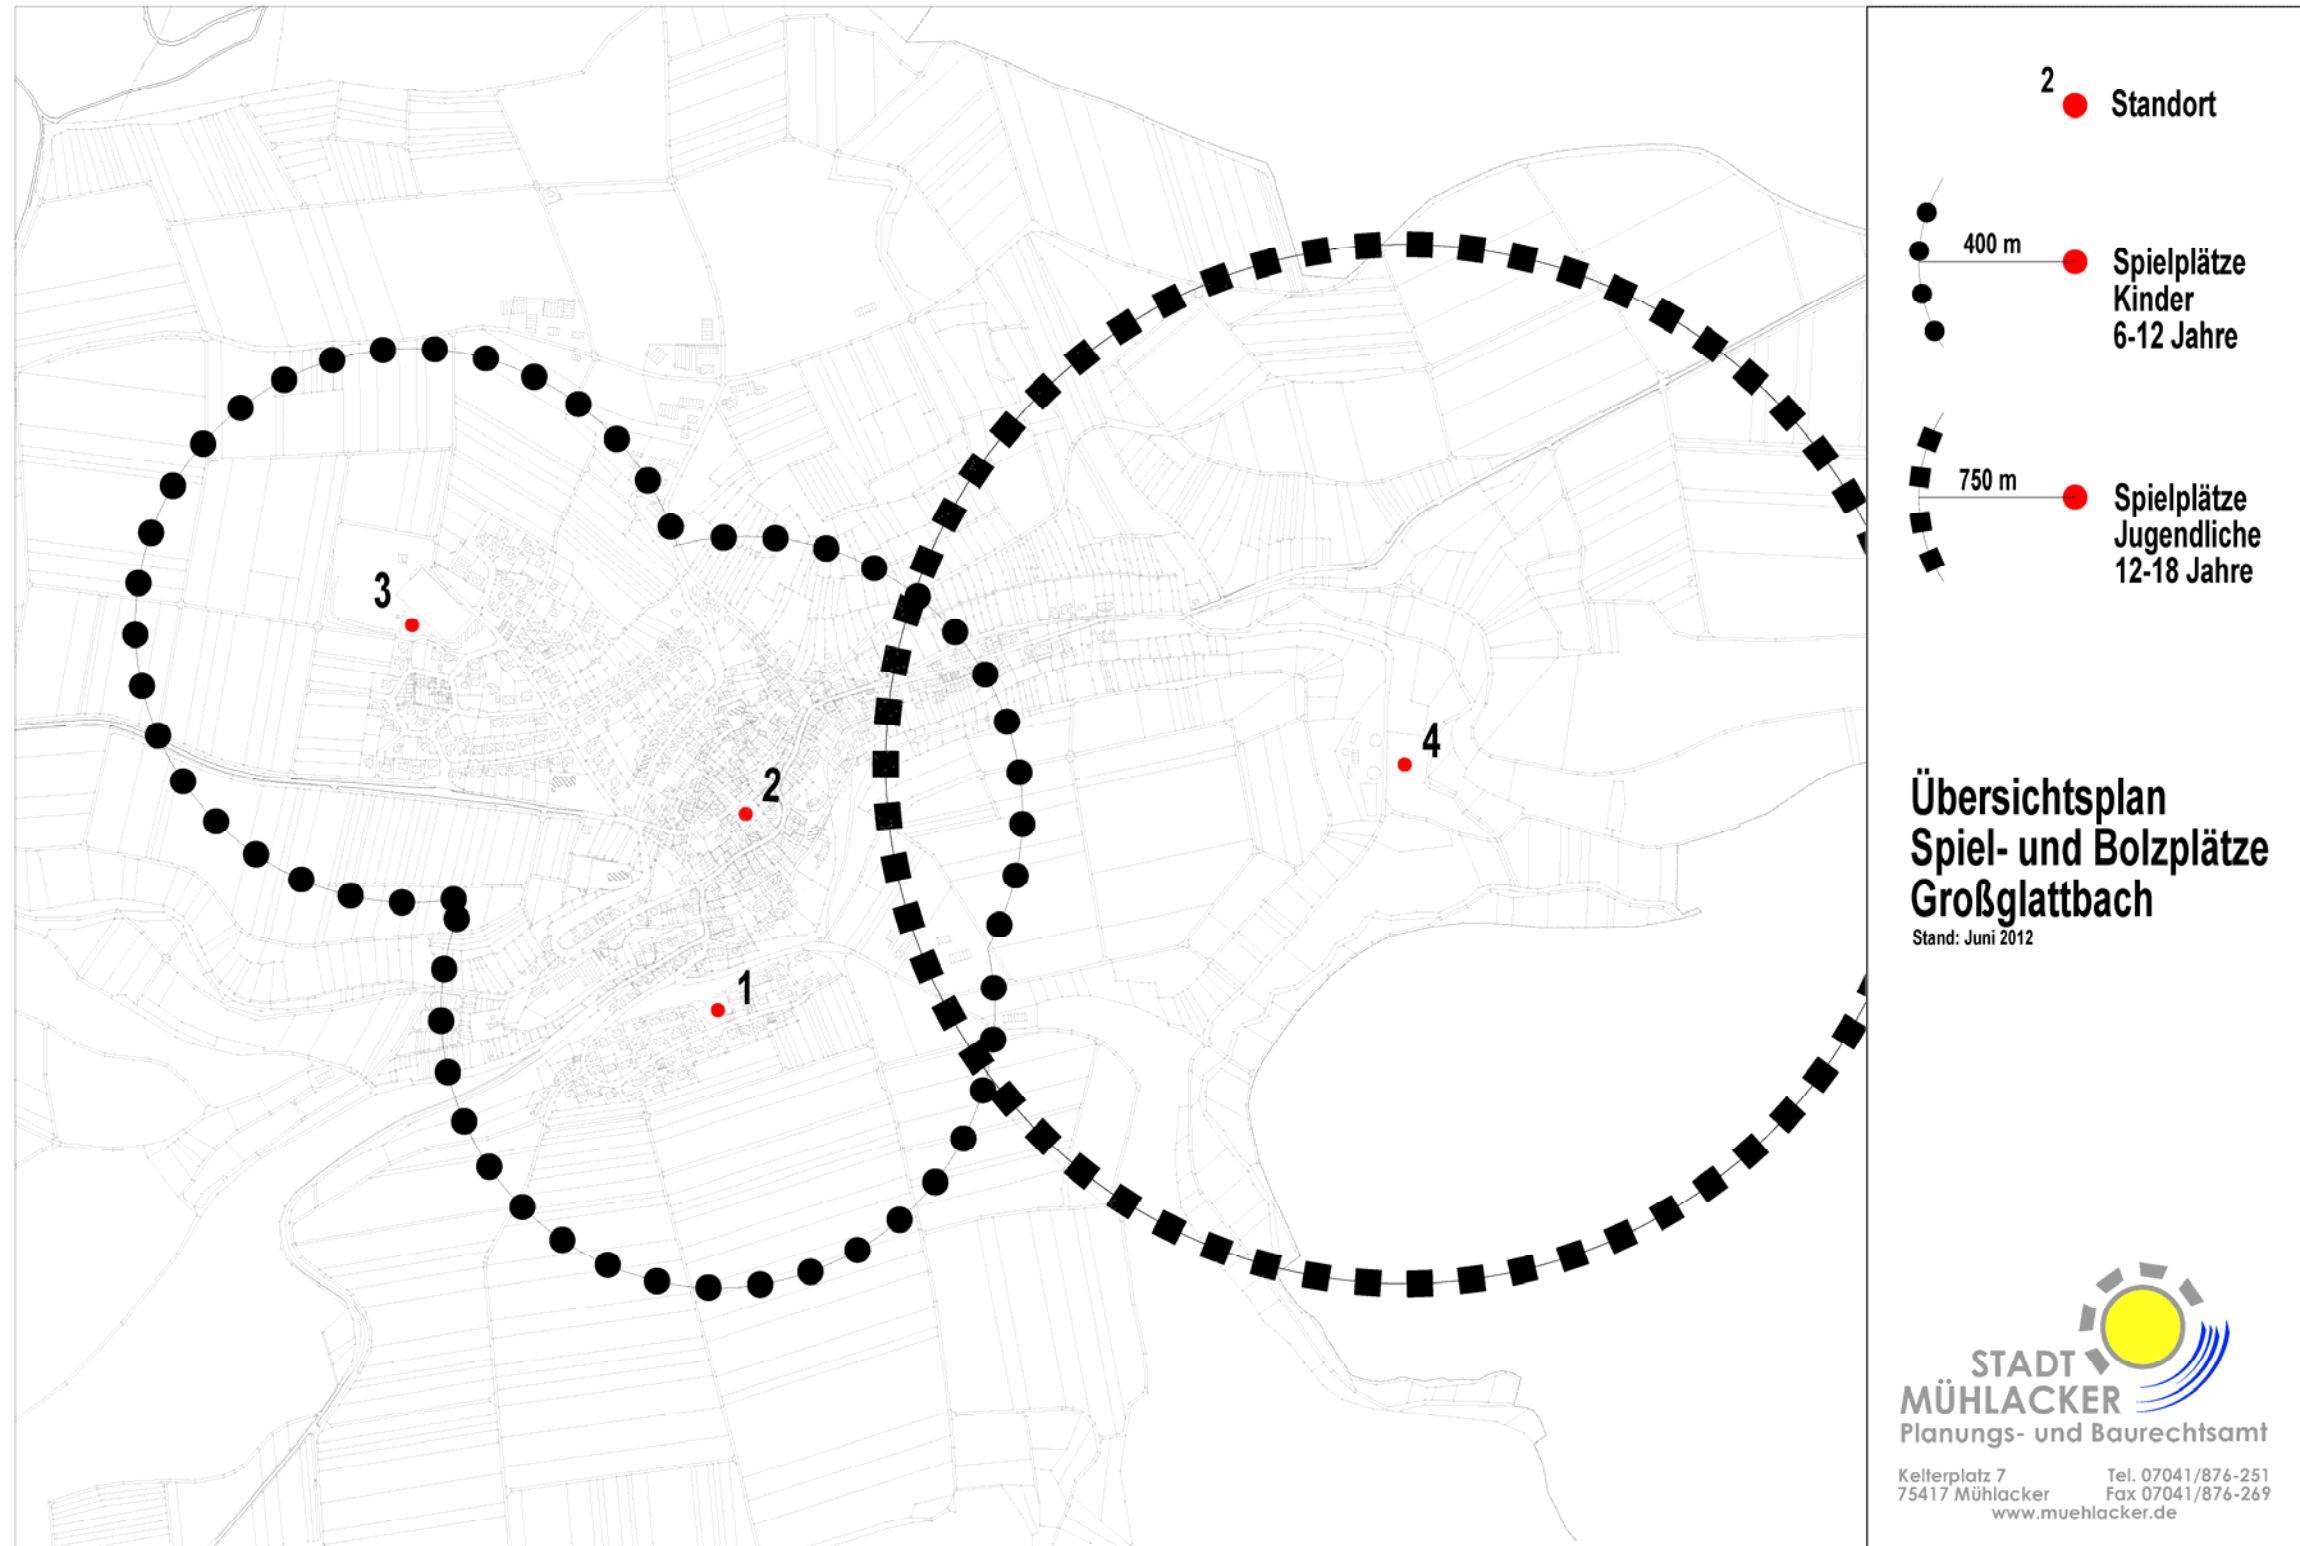 2
Standort
400 m
Spielplätze
Kinder
6-12 Jahre
750 m
Spielplätze
Jugendliche
12-18 Jahre
3
4
2
1
Übersichtsplan
Spiel- und Bolzplätze
Großglattbach
Stand: Juni 2012
STADT
MÜHLACKER
Planungs- und Baurechtsamt
Kelterplatz 7 Tel. 07041/876-251
75417 Mühlacker Fax 07041/876-269
www.muehlacker.de